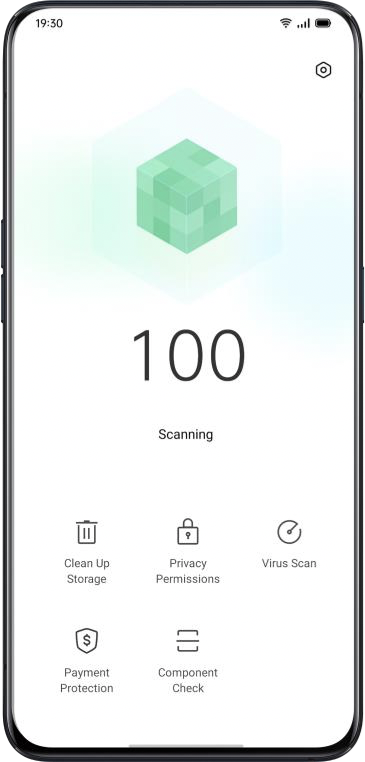 19:30
100
Scanning
Clean Up
Storage
Privacy
Permissions
Virus Scan
Payment
Protection
Component
Check